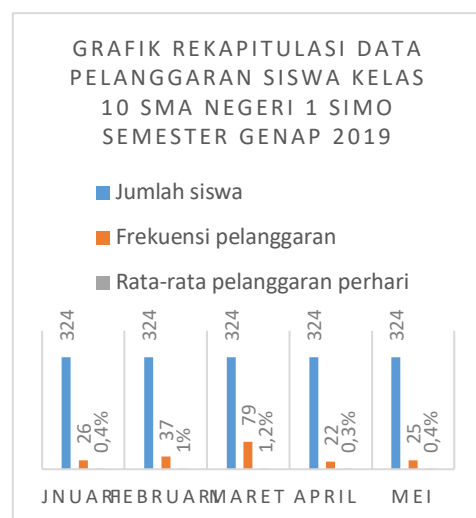 GRAFIK REKAPITULASI DATA
PELANGGARAN SISWA KELAS
10 SMA NEGERI 1 SIMO
SEMESTER GENAP 2019
Jumlah siswa
Frekuensi pelanggaran
Rata-rata pelanggaran perhari
324 324 324 324 324
26 37 79 22 25
0,4% 1% 1,2% 0,3% 0,4%
JNUARI FEBRUARI MARET APRIL MEI